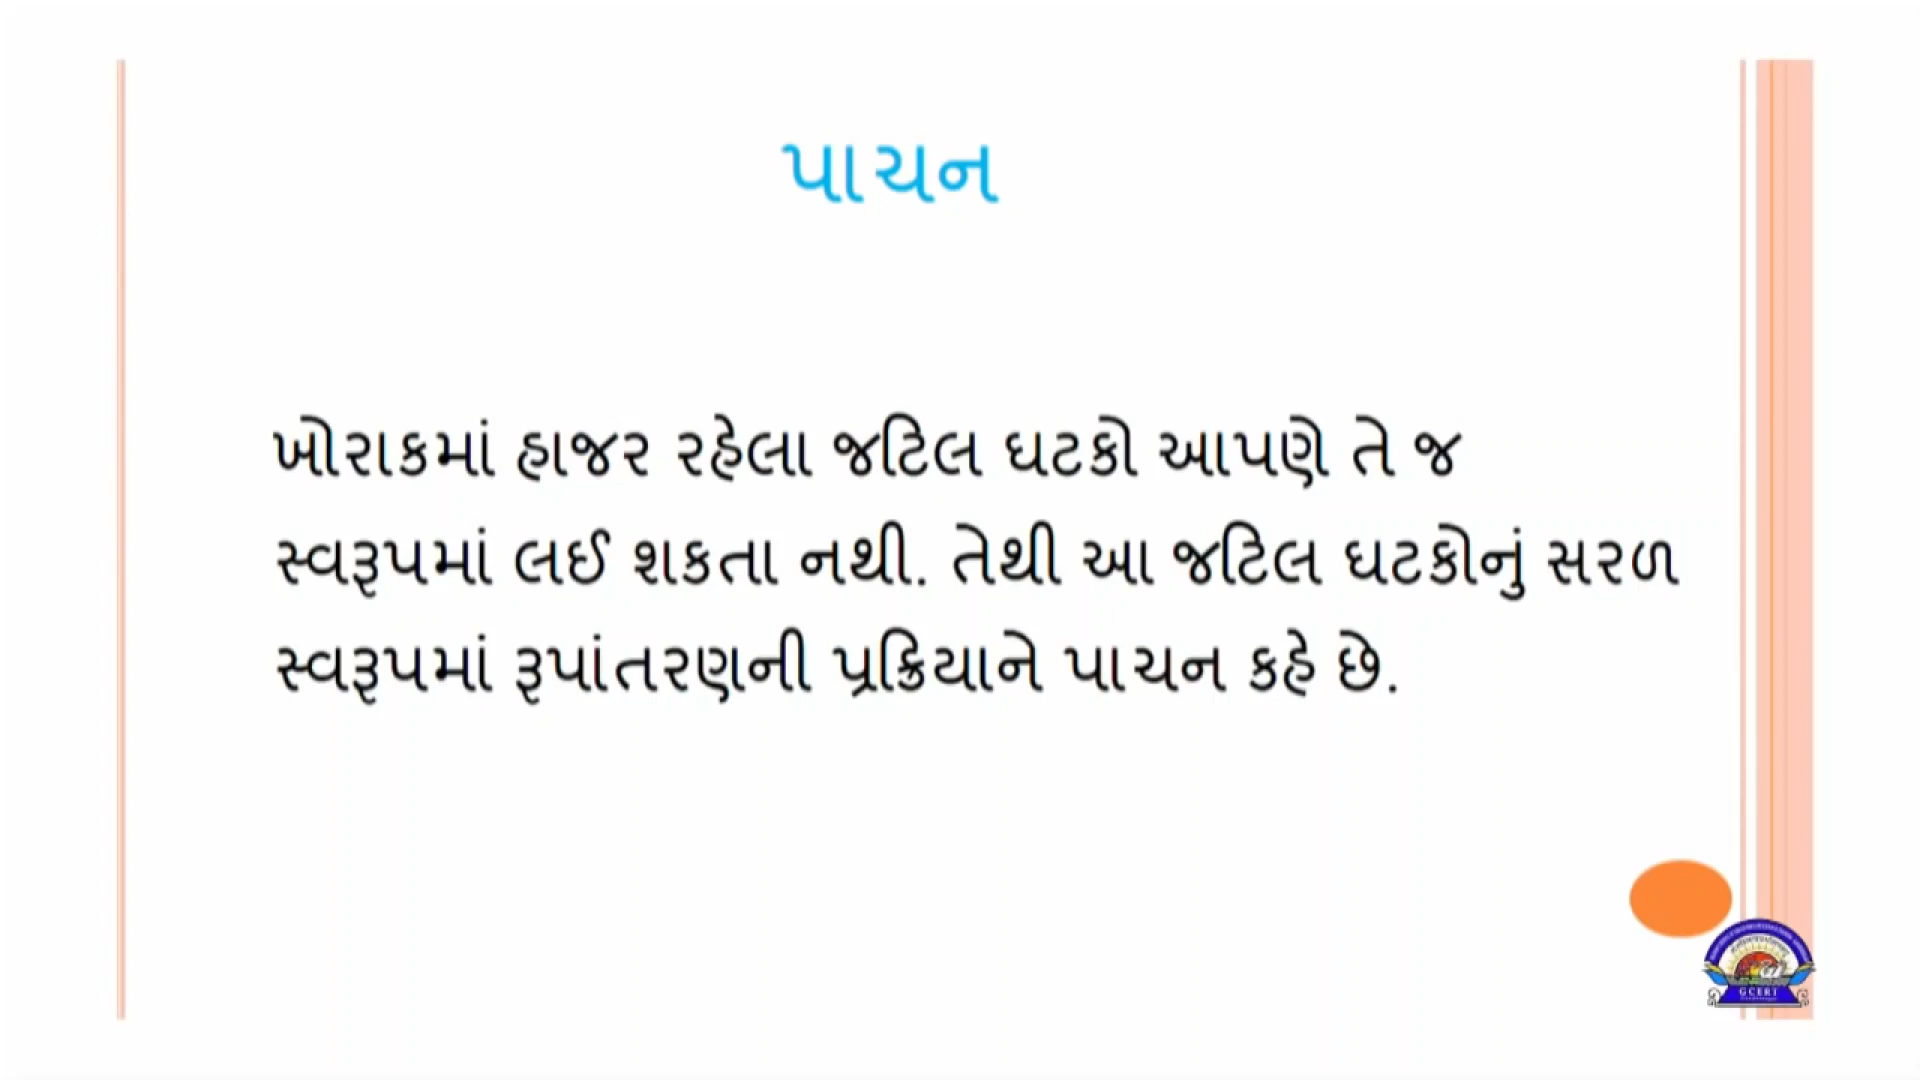 પાચન
ખોરાકમાં હાજર રહેલા જટિલ ઘટકો આપણે તે જ
સ્વરૂપમાં લઈ શકતા નથી. તેથી આ જટિલ ઘટકોનું સરળ
સ્વરૂપમાં રૂપાંતરણની પ્રક્રિયાને પાચન કહે છે.
GCERT